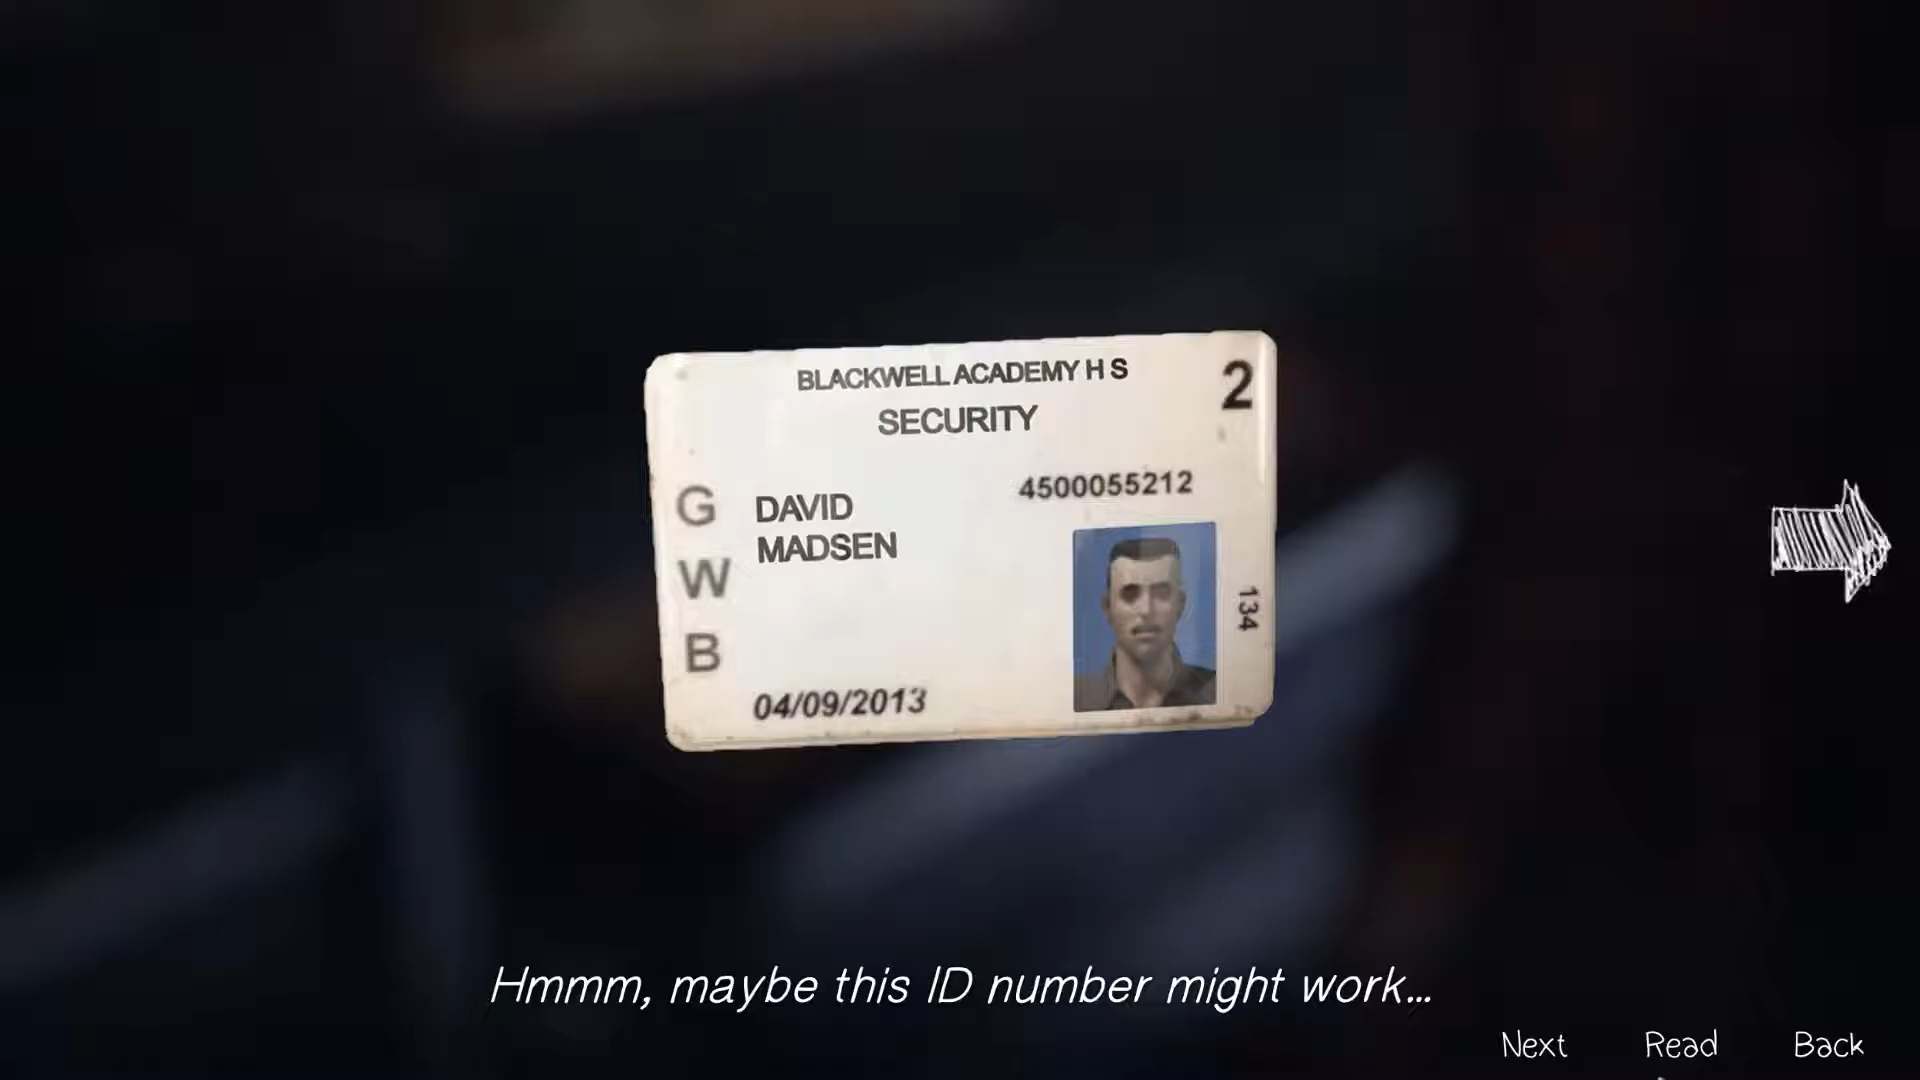 BLACKWELL ACADEMY H S
2
SECURITY
4500055212
G
DAVID
MADSEN
W
B
134
04/09/2013
Hmmm, maybe this ID number might work...
Next
Read
Back